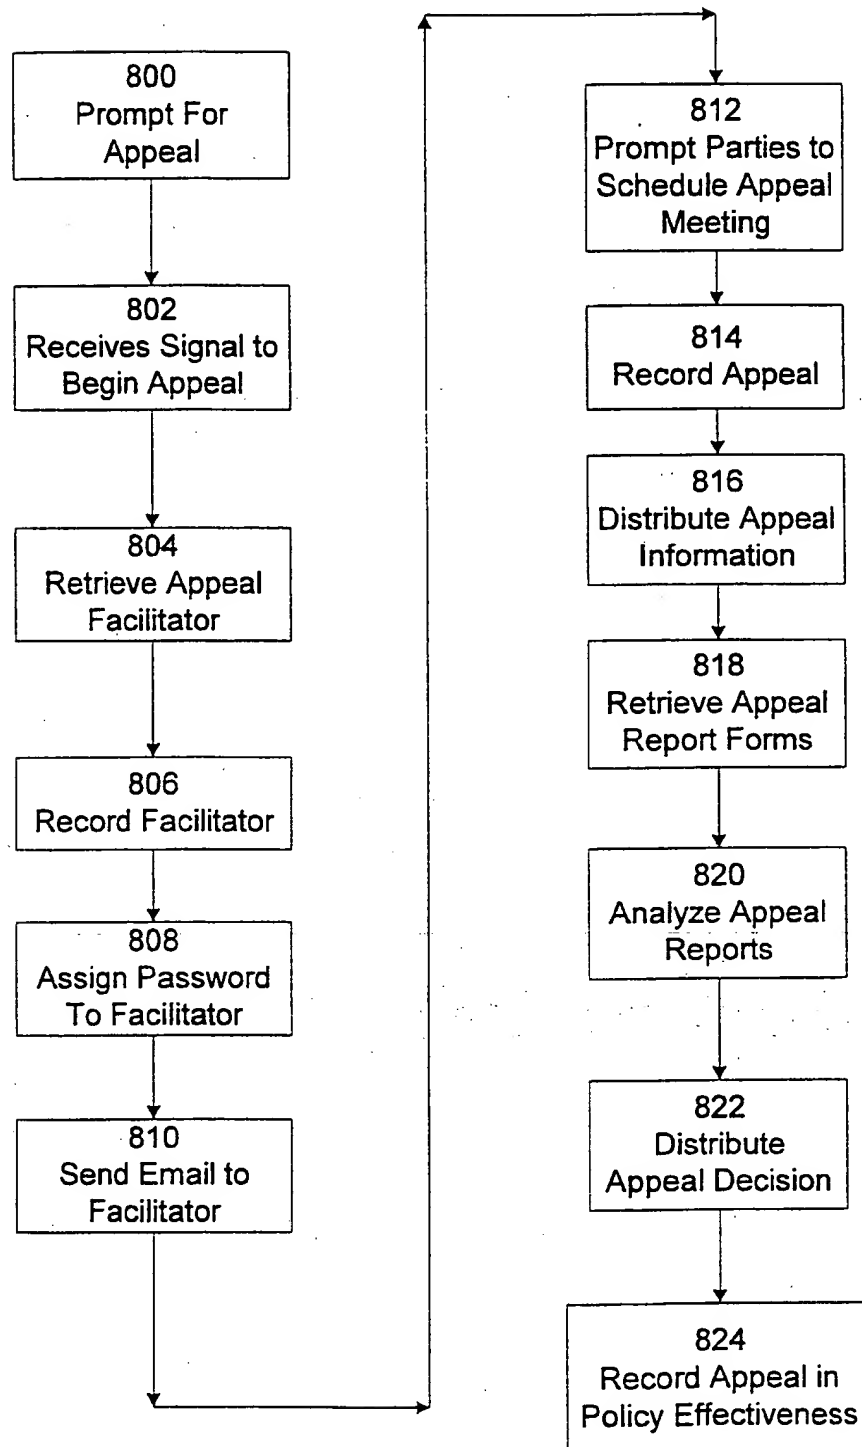 800
Prompt For
Appeal
802
Receives Signal to
Begin Appeal
804
Retrieve Appeal
Facilitator
806
Record Facilitator
808
Assign Password
To Facilitator
810
Send Email to
Facilitator
812
Prompt Parties to
Schedule Appeal
Meeting
814
Record Appeal
816
Distribute Appeal
Information
818
Retrieve Appeal
Report Forms
820
Analyze Appeal
Reports
822
Distribute
Appeal Decision
824
Record Appeal in
Policy Effectiveness